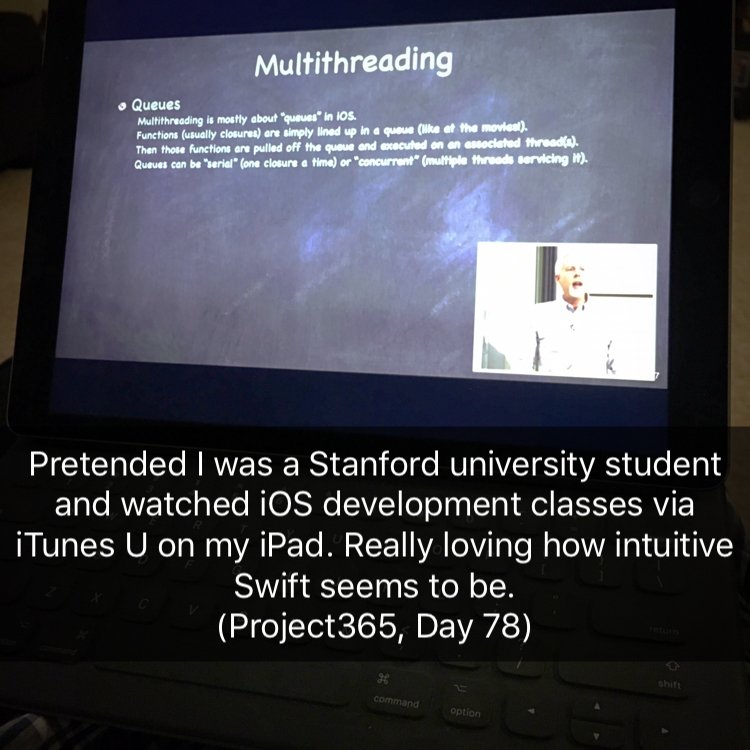 Multithreading
Queues
Multithreading is mostly about "queues" in iOS.
Functions (usually closures) are simply lined up in a queue (like at the movies!).
Then those functions are pulled off the queue and executed on an associated thread(s).
Queues can be "serial" (one closure a time) or "concurrent" (multiple threads servicing it).
7
Pretended I was a Stanford university student
and watched iOS development classes via
iTunes U on my iPad. Really loving how intuitive
Swift seems to be.
(Project365, Day 78)
Z X C V
return
shift
⌘
command
option